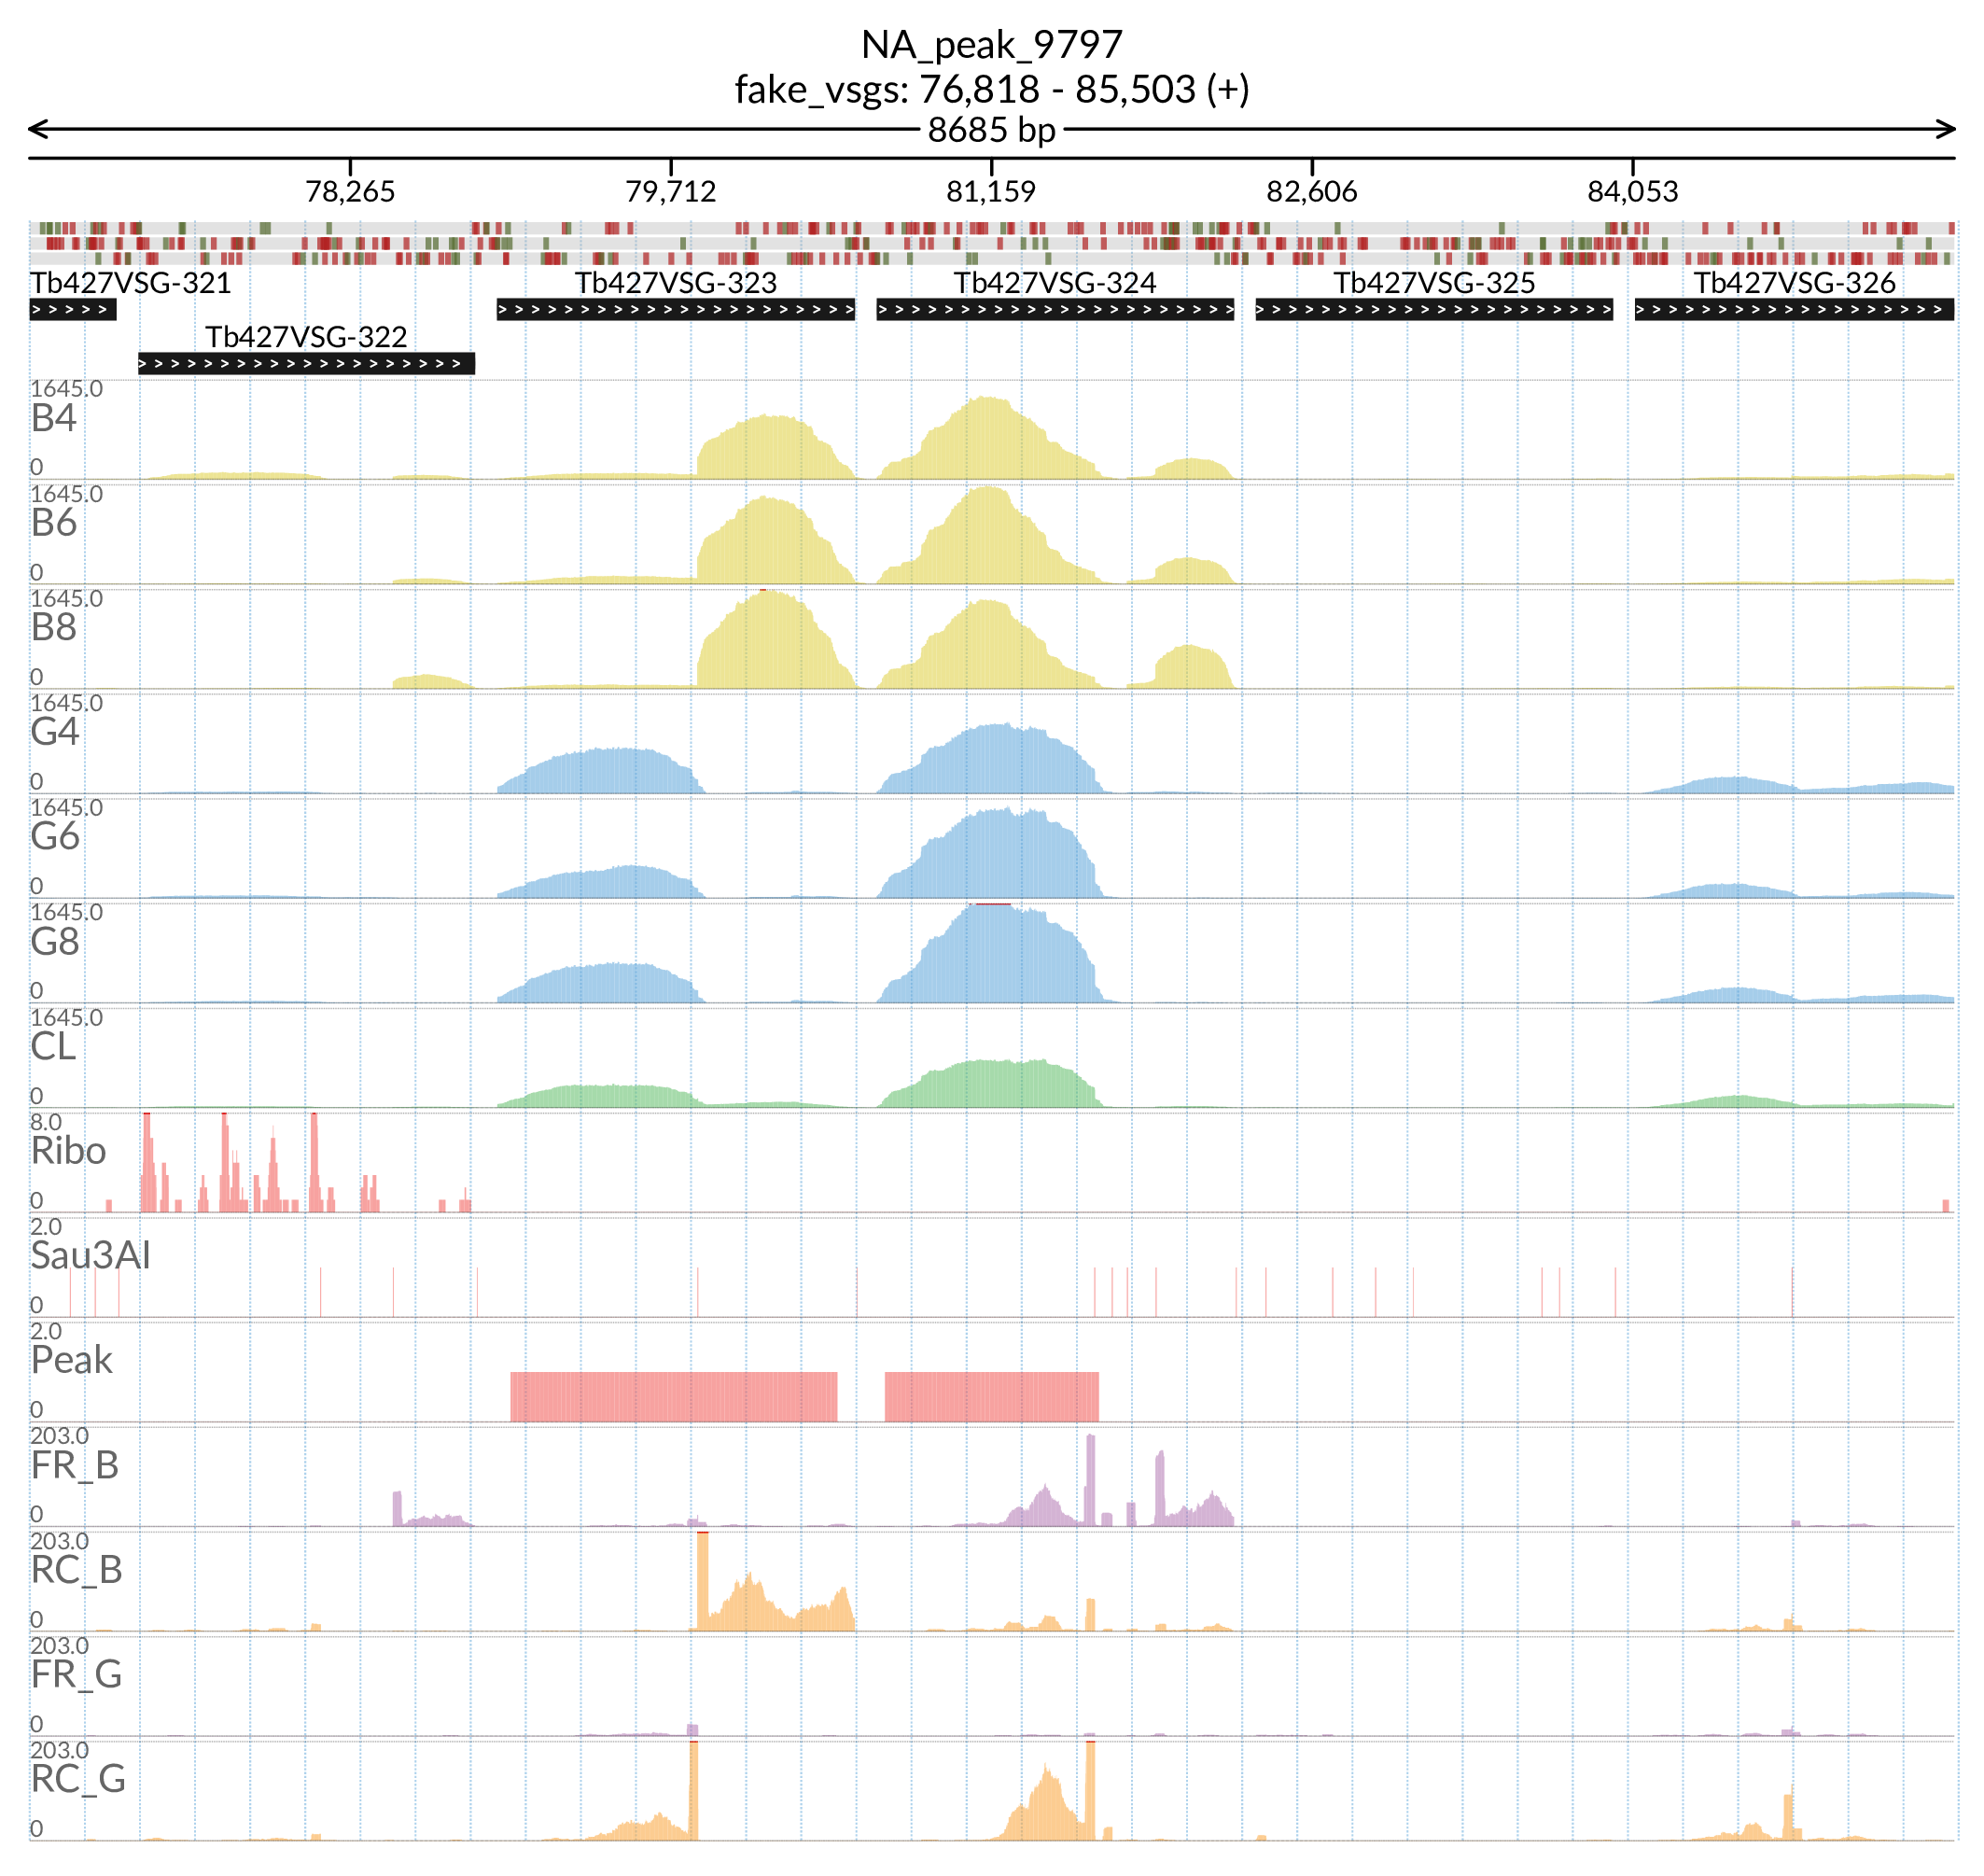 NA_peak_9797
fake_vsgs: 76,818 - 85,503 (+)
8685 bp
78,265 79,712 81,159 82,606 84,053
Tb427VSG-321 Tb427VSG-323 Tb427VSG-324 Tb427VSG-325 Tb427VSG-326
Tb427VSG-322
1645.0
B4
0
1645.0
B6
0
1645.0
B8
0
1645.0
G4
0
1645.0
G6
0
1645.0
G8
0
1645.0
CL
0
8.0
Ribo
0
2.0
Sau3AI
0
2.0
Peak
0
203.0
FR_B
0
203.0
RC_B
0
203.0
FR_G
0
203.0
RC_G
0